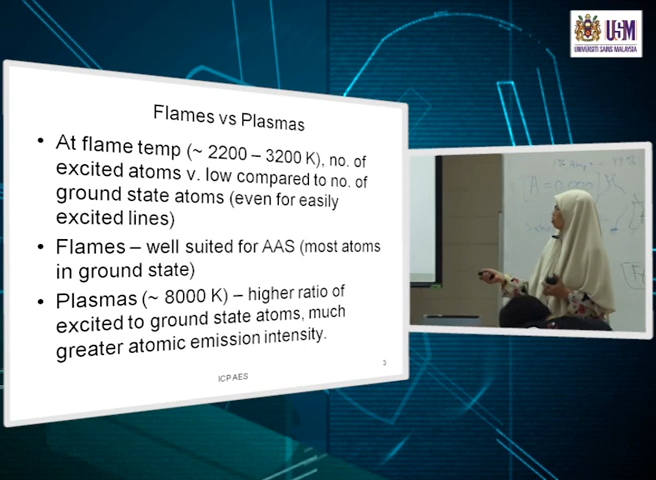 USM
UNIVERSITI SAINS MALAYSIA
Flames vs Plasmas
• At flame temp (~ 2200 – 3200 K), no. of
excited atoms v. low compared to no. of
ground state atoms (even for easily
excited lines)
• Flames – well suited for AAS (most atoms
in ground state)
• Plasmas (~ 8000 K) – higher ratio of
excited to ground state atoms, much
greater atomic emission intensity.
3
ICPAES